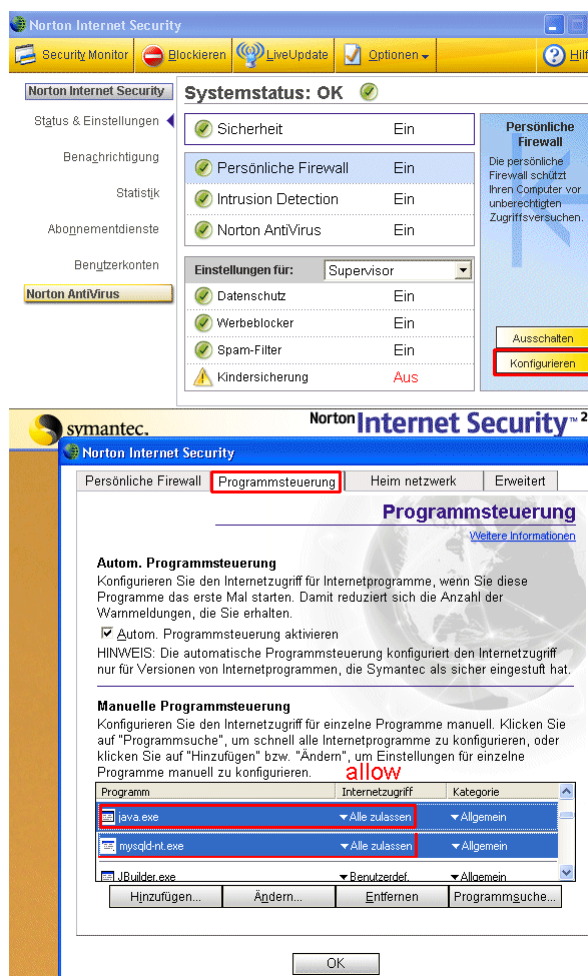 Norton Internet Security
Security Monitor Blockieren LiveUpdate Optionen Hilf
Norton Internet Security
Status & Einstellungen
Benachrichtigung
Statistik
Abonnementdienste
Benutzerkonten
Norton AntiVirus
Systemstatus: OK
Sicherheit Ein
Persönliche Firewall Ein
Intrusion Detection Ein
Norton AntiVirus Ein
Einstellungen für: Supervisor
Datenschutz Ein
Werbeblocker Ein
Spam-Filter Ein
Kindersicherung Aus
Persönliche
Firewall
Die persönliche
Firewall schützt
Ihren Computer vor
unberechtigten
Zugriffsversuchen.
Ausschalten
Konfigurieren
symantec.
Norton Internet Security™ 2
Norton Internet Security
Persönliche Firewall Programmsteuerung Heim netzwerk Erweitert
Programmsteuerung
Weitere Informationen
Autom. Programmsteuerung
Konfigurieren Sie den Internetzugriff für Internetprogramme, wenn Sie diese
Programme das erste Mal starten. Damit reduziert sich die Anzahl der
Warnmeldungen, die Sie erhalten.
Autom. Programmsteuerung aktivieren
HINWEIS: Die automatische Programmsteuerung konfiguriert den Internetzugriff
nur für Versionen von Internetprogrammen, die Symantec als sicher eingestuft hat.
Manuelle Programmsteuerung
Konfigurieren Sie den Internetzugriff für einzelne Programme manuell. Klicken Sie
auf "Programmsuche", um schnell alle Internetprogramme zu konfigurieren, oder
klicken Sie auf "Hinzufügen" bzw. "Ändern", um Einstellungen für einzelne
Programme manuell zu konfigurieren.
allow
Programm Internetzugriff Kategorie
java.exe Alle zulassen Allgemein
mysqld-nt.exe Alle zulassen Allgemein
JBuilder.exe Benutzerdef. Allgemein
Hinzufügen... Ändern... Entfernen Programmsuche...
OK